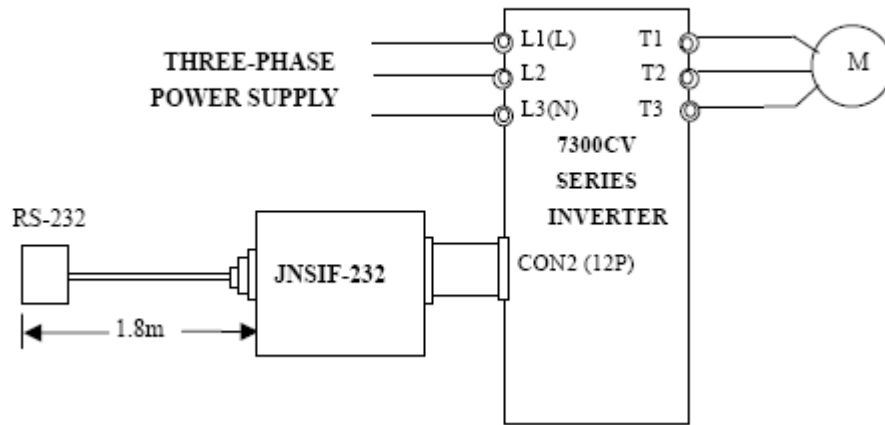 THREE-PHASE
POWER SUPPLY
L1(L)
L2
L3(N)
T1
T2
T3
M
7300CV
SERIES
INVERTER
RS-232
JNSIF-232
CON2 (12P)
1.8m